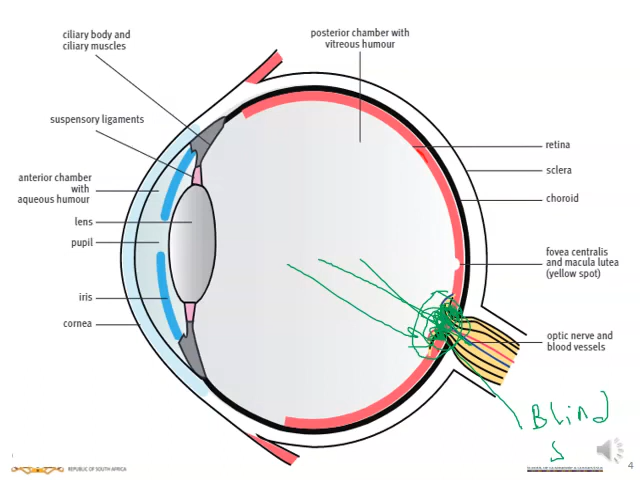 ciliary body and
ciliary muscles
posterior chamber with
vitreous humour
suspensory ligaments
retina
sclera
anterior chamber
with
aqueous humour
choroid
lens
pupil
fovea centralis
and macula lutea
(yellow spot)
iris
cornea
optic nerve and
blood vessels
Blind
S
REPUBLIC OF SOUTH AFRICA
4